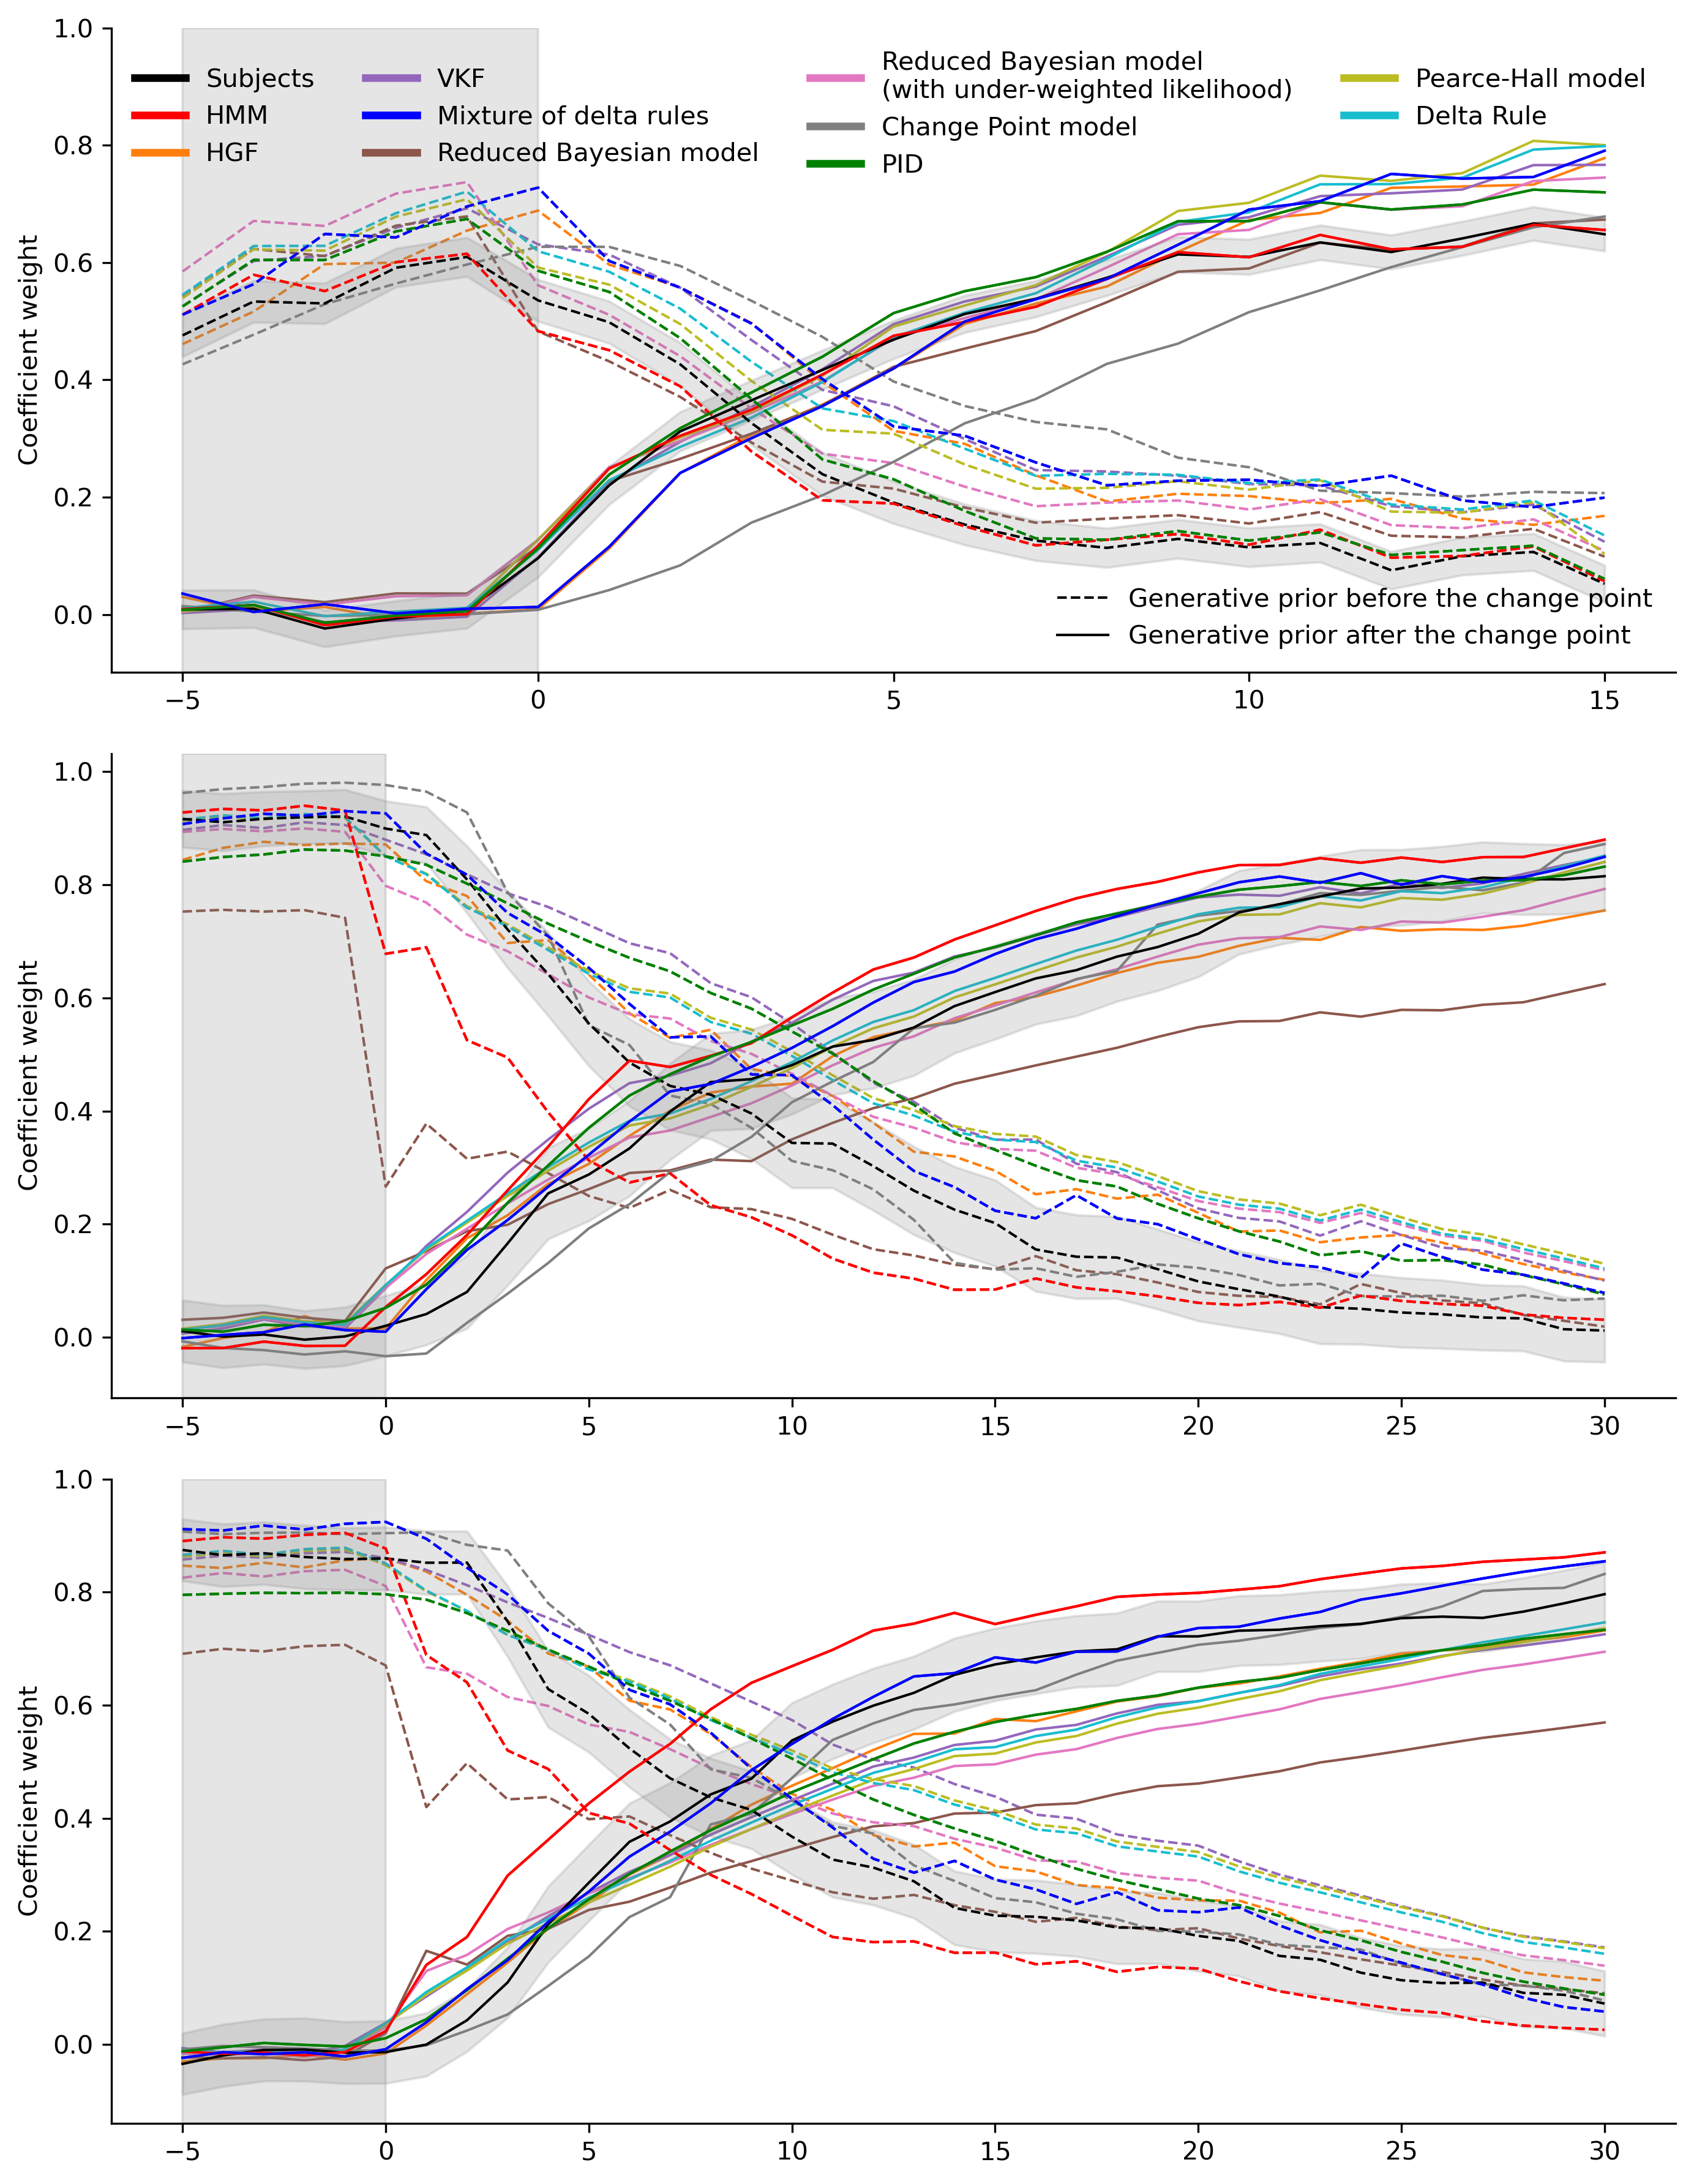 1.0
0.8
0.6
0.4
0.2
0.0
Coefficient weight
Subjects
HMM
HGF
VKF
Mixture of delta rules
Reduced Bayesian model
Reduced Bayesian model
(with under-weighted likelihood)
Change Point model
PID
Pearce-Hall model
Delta Rule
Generative prior before the change point
Generative prior after the change point
−5 0 5 10 15
1.0
0.8
0.6
0.4
0.2
0.0
Coefficient weight
−5 0 5 10 15 20 25 30
1.0
0.8
0.6
0.4
0.2
0.0
Coefficient weight
−5 0 5 10 15 20 25 30